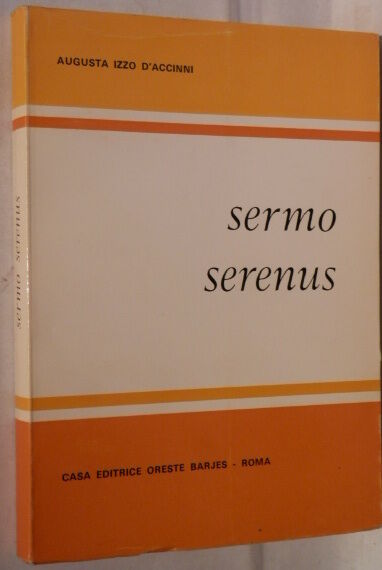 AUGUSTA IZZO D'ACCINNI
sermo
serenus
CASA EDITRICE ORESTE BARJES - ROMA
sermo serenus